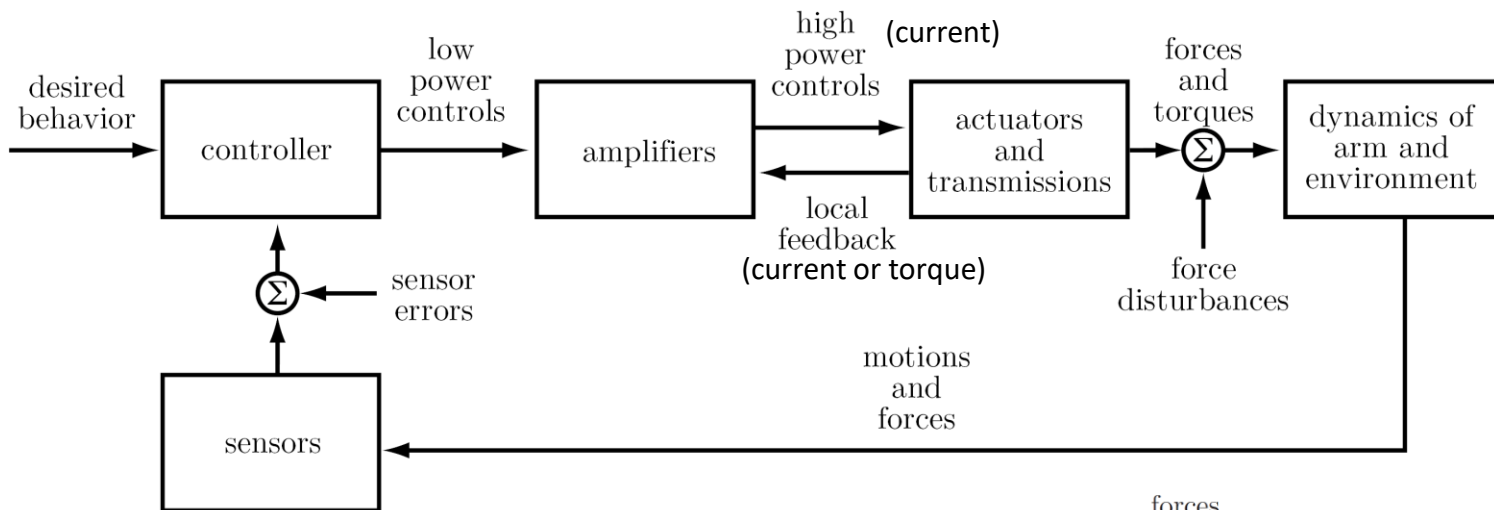 desired
behavior
controller
low
power
controls
amplifiers
high
power
controls
(current)
local
feedback
(current or torque)
actuators
and
transmissions
forces
and
torques
Σ
force
disturbances
dynamics of
arm and
environment
Σ
sensor
errors
sensors
motions
and
forces
forces